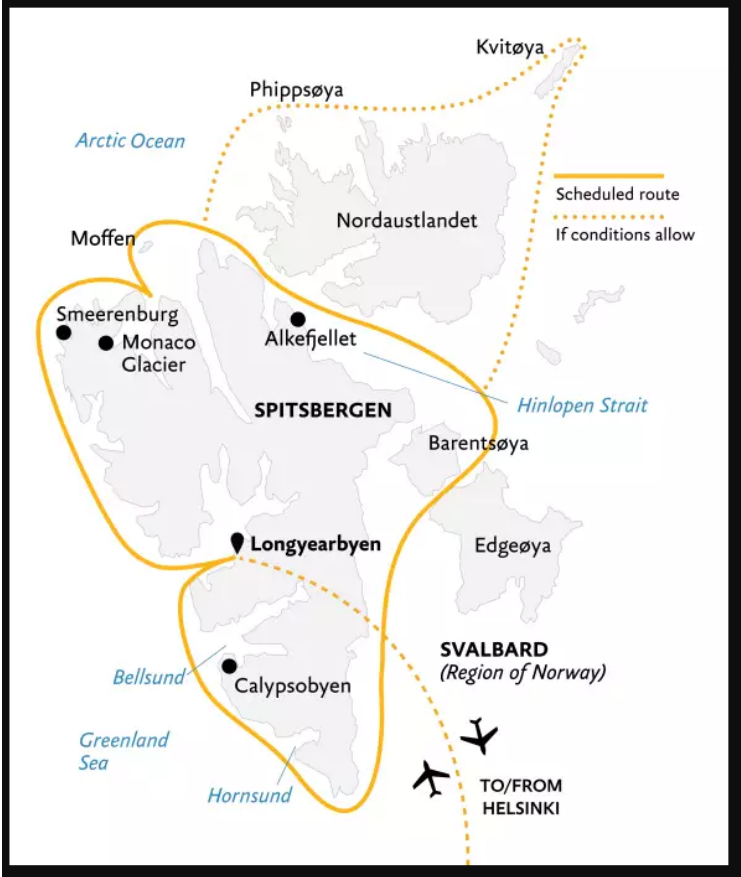 Kvitøya
Phippsøya
Arctic Ocean
Scheduled route
If conditions allow
Nordaustlandet
Moffen
Smeerenburg
Monaco
Glacier
Alkefjellet
Hinlopen Strait
SPITSBERGEN
Barentsøya
Longyearbyen
Edgeøya
SVALBARD
(Region of Norway)
Bellsund
Calypsobyen
Greenland
Sea
Hornsund
TO/FROM
HELSINKI